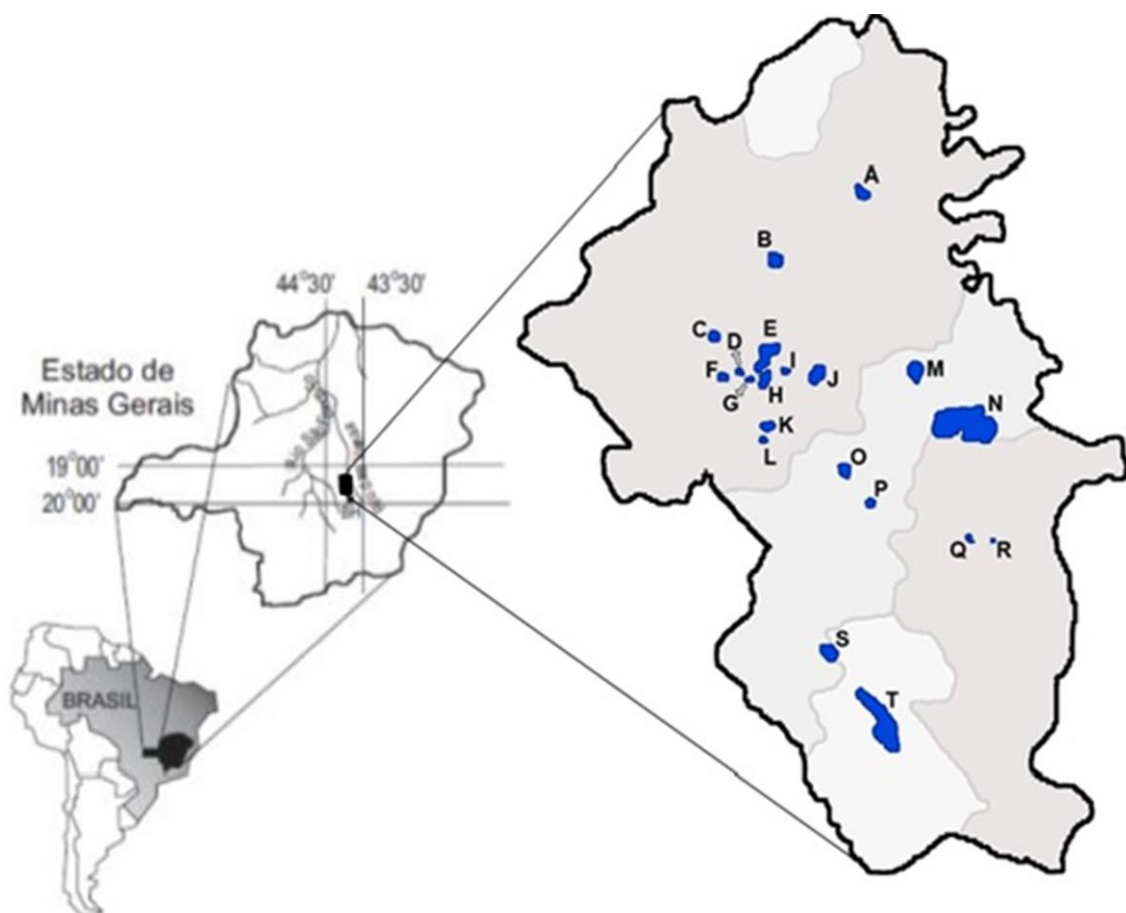 A
B
44°30' 43°30'
C
D
E
F
G
H
I
J
Estado de
Minas Gerais
M
N
K
L
19°00'
20°00'
O
P
Q
R
S
BRASIL
T